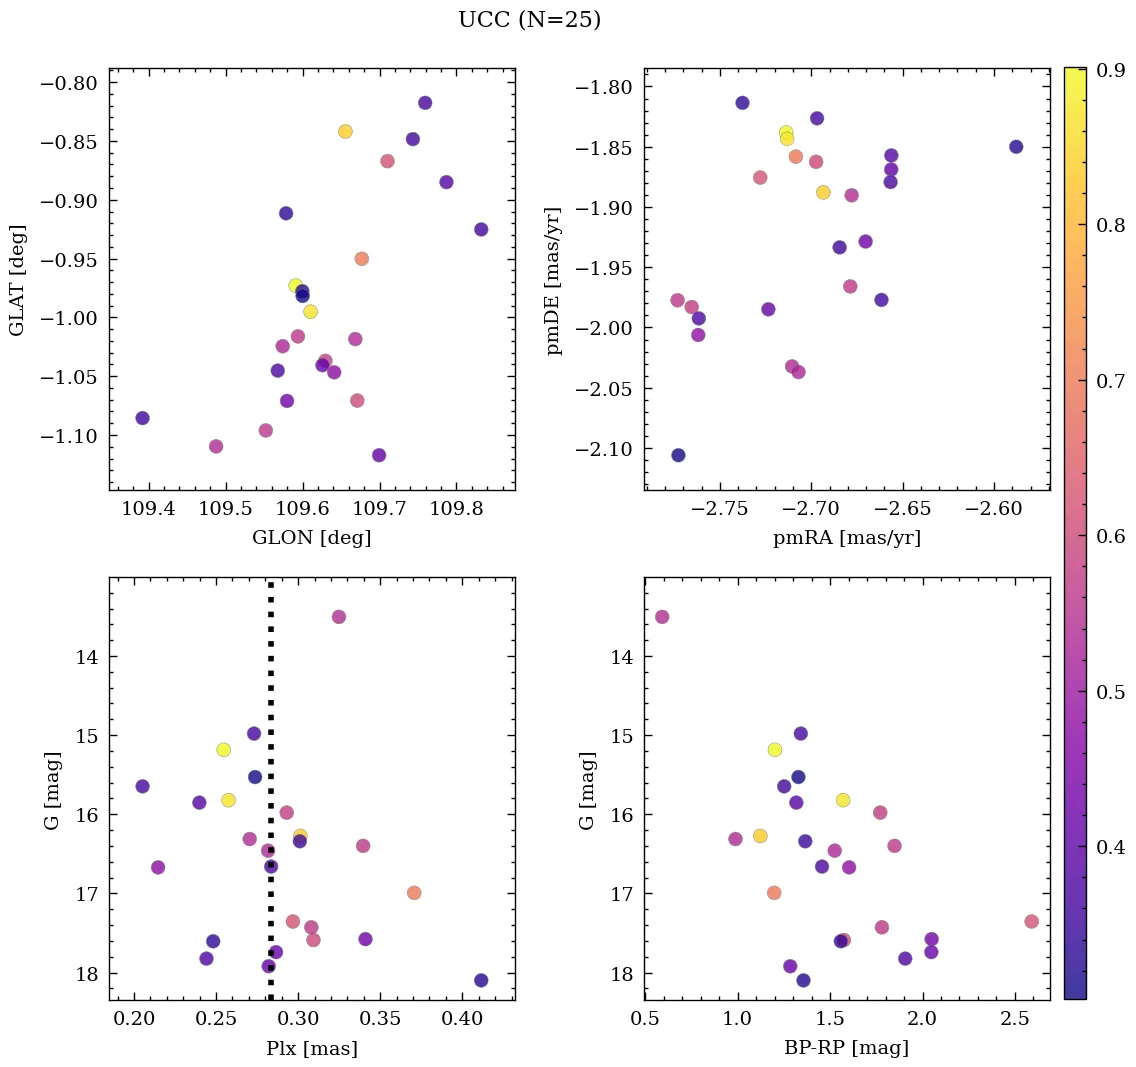 UCC (N=25)
−0.80
−0.85
−0.90
−0.95
−1.00
−1.05
−1.10
GLAT [deg]
109.4 109.5 109.6 109.7 109.8
GLON [deg]
−1.80
−1.85
−1.90
−1.95
−2.00
−2.05
−2.10
pmDE [mas/yr]
−2.75 −2.70 −2.65 −2.60
pmRA [mas/yr]
0.9
0.8
0.7
0.6
0.5
0.4
14
15
16
17
18
G [mag]
0.20 0.25 0.30 0.35 0.40
Plx [mas]
14
15
16
17
18
G [mag]
0.5 1.0 1.5 2.0 2.5
BP-RP [mag]